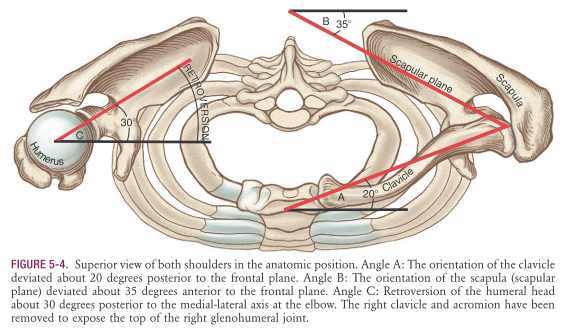 B 35°
Scapular plane
Scapula
RETROVERSION
30°
C
Humerus
A 20° Clavicle
FIGURE 5-4. Superior view of both shoulders in the anatomic position. Angle A: The orientation of the clavicle
deviated about 20 degrees posterior to the frontal plane. Angle B: The orientation of the scapula (scapular
plane) deviated about 35 degrees anterior to the frontal plane. Angle C: Retroversion of the humeral head
about 30 degrees posterior to the medial-lateral axis at the elbow. The right clavicle and acromion have been
removed to expose the top of the right glenohumeral joint.